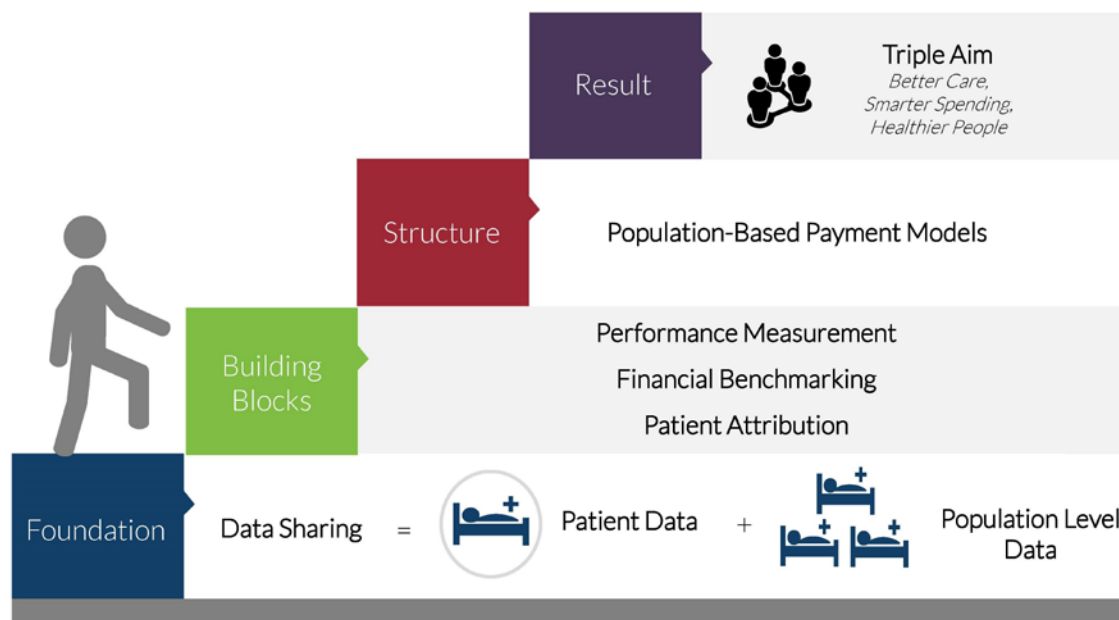 Result
Triple Aim
Better Care,
Smarter Spending,
Healthier People
Structure
Population-Based Payment Models
Building
Blocks
Performance Measurement
Financial Benchmarking
Patient Attribution
Foundation
Data Sharing = Patient Data + Population Level
Data